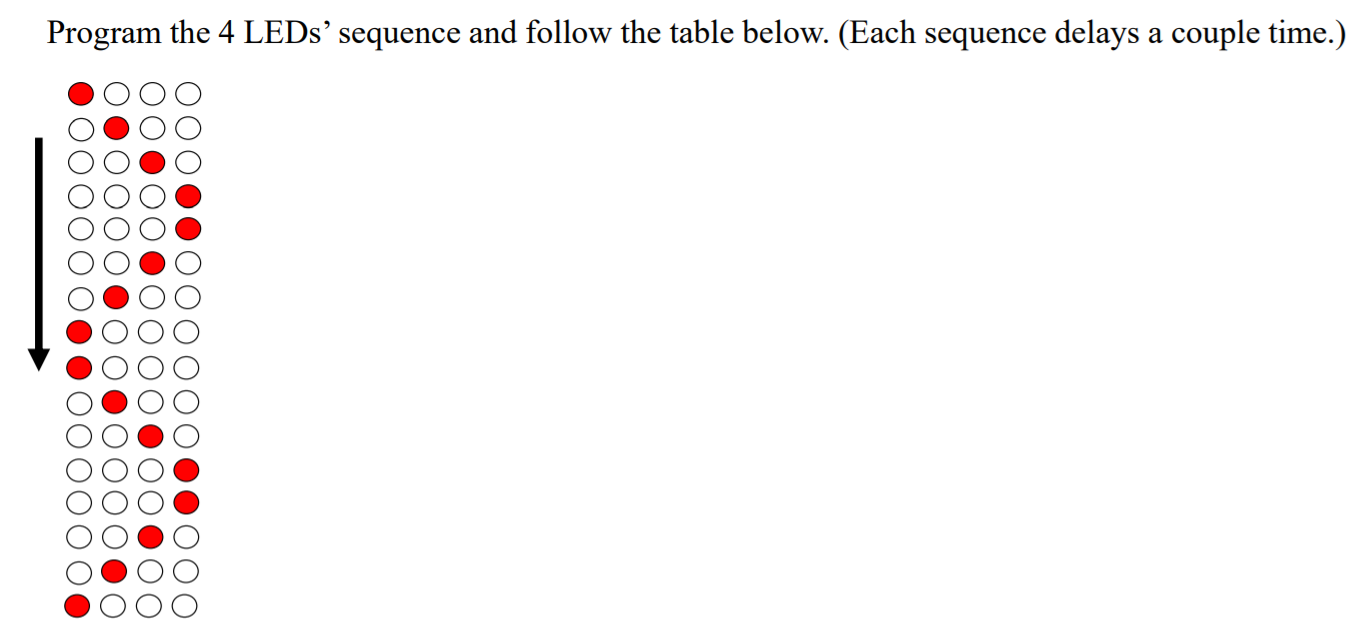 Program the 4 LEDs’ sequence and follow the table below. (Each sequence delays a couple time.)